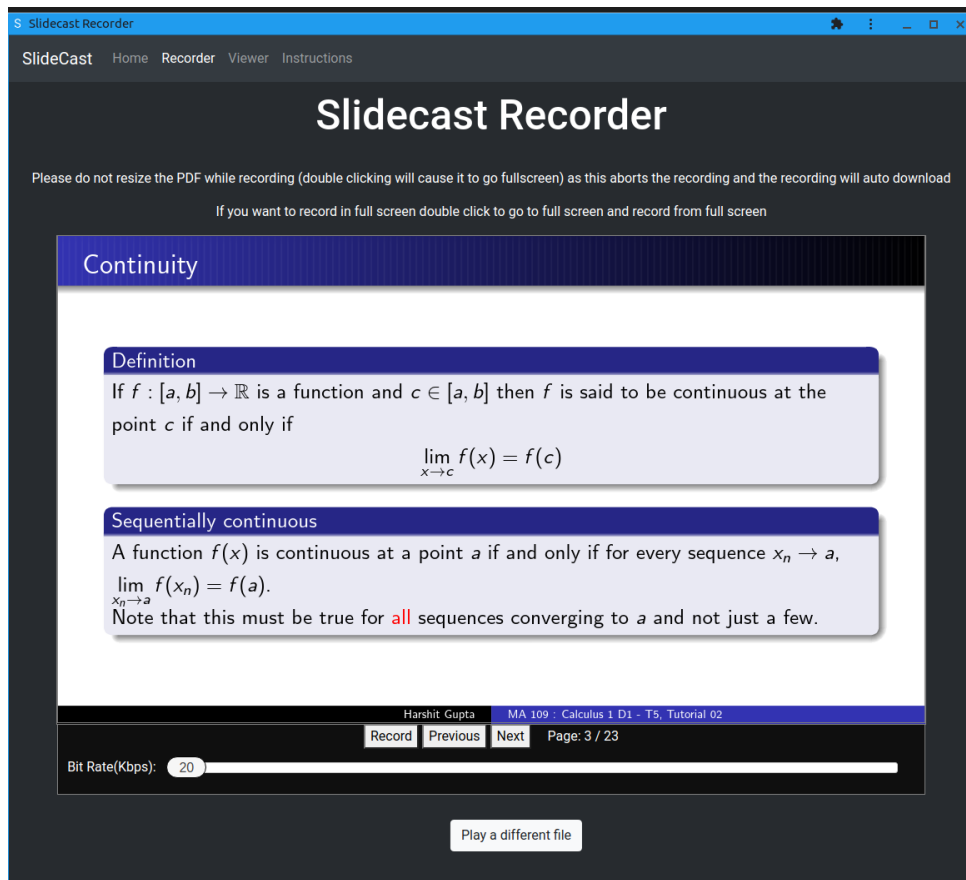 S Slidecast Recorder
SlideCast Home Recorder Viewer Instructions
Slidecast Recorder
Please do not resize the PDF while recording (double clicking will cause it to go fullscreen) as this aborts the recording and the recording will auto download
If you want to record in full screen double click to go to full screen and record from full screen
Continuity
Definition
If f : [a, b] → ℝ is a function and c ∈ [a, b] then f is said to be continuous at the
point c if and only if
lim x→c f(x) = f(c)
Sequentially continuous
A function f(x) is continuous at a point a if and only if for every sequence xₙ → a,
lim xₙ→a f(xₙ) = f(a).
Note that this must be true for all sequences converging to a and not just a few.
Harshit Gupta MA 109 : Calculus 1 D1 - T5, Tutorial 02
Record Previous Next Page: 3 / 23
Bit Rate(Kbps): 20
Play a different file